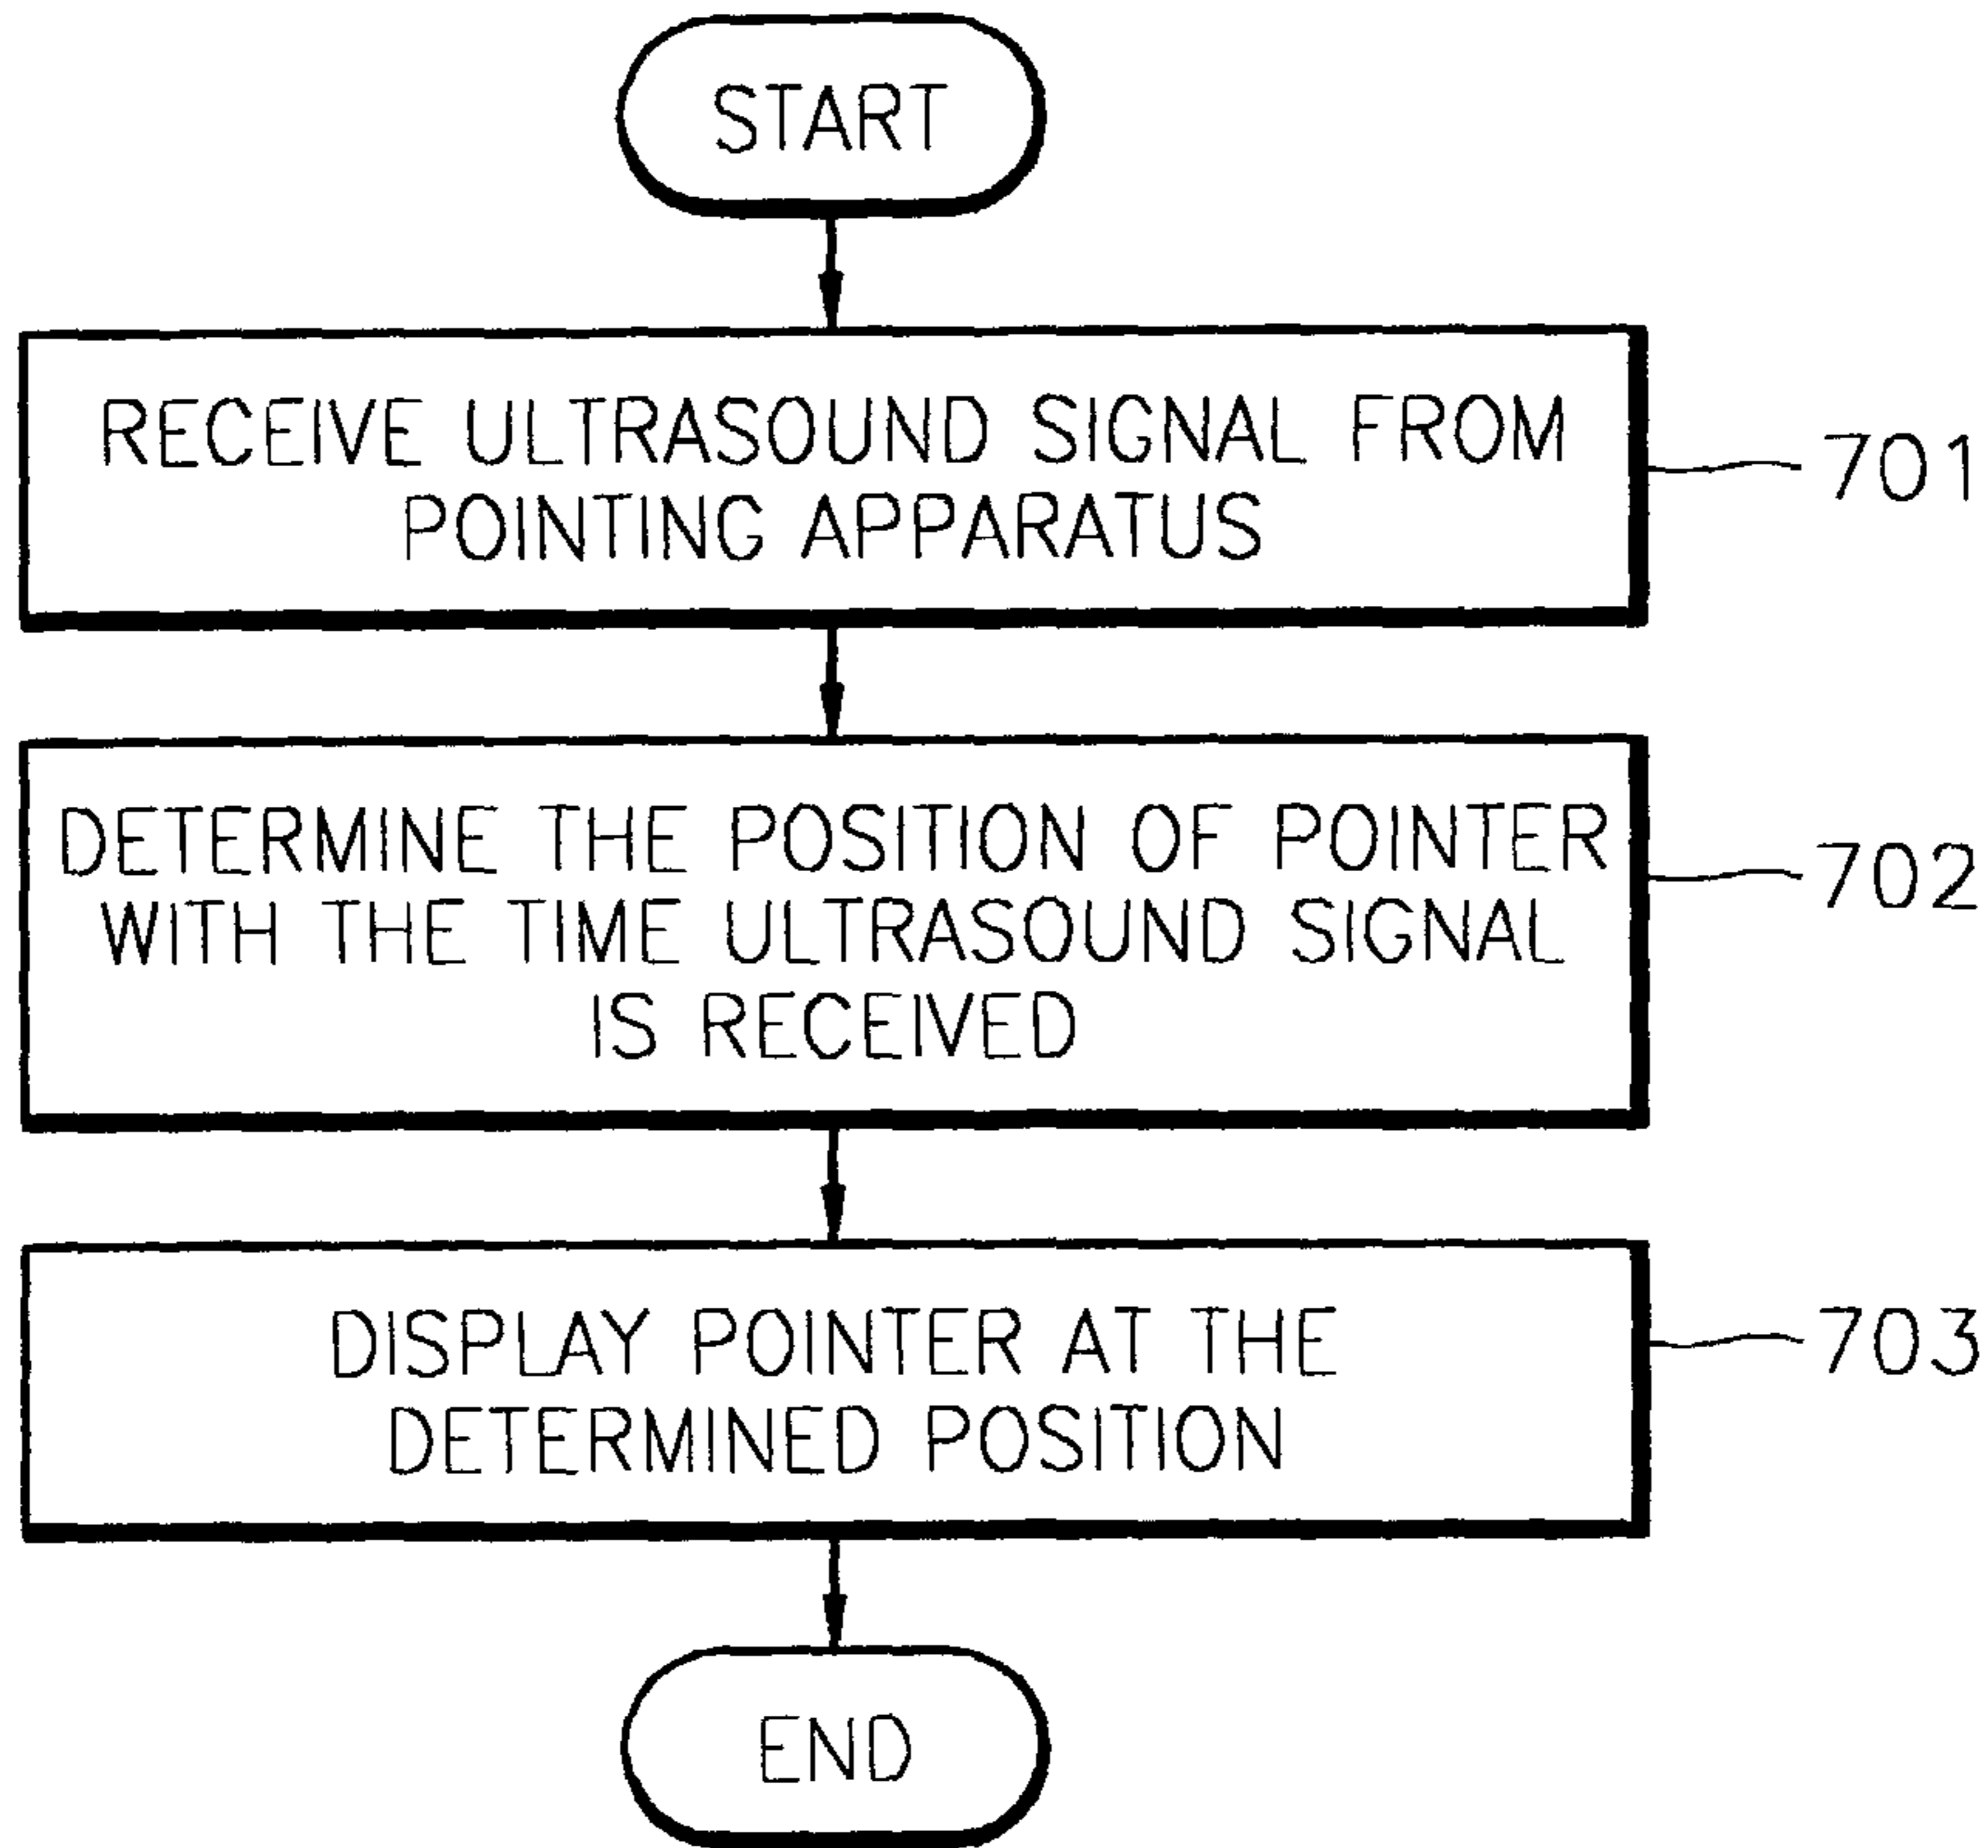 START
RECEIVE ULTRASOUND SIGNAL FROM
POINTING APPARATUS
701
DETERMINE THE POSITION OF POINTER
WITH THE TIME ULTRASOUND SIGNAL
IS RECEIVED
702
DISPLAY POINTER AT THE
DETERMINED POSITION
703
END